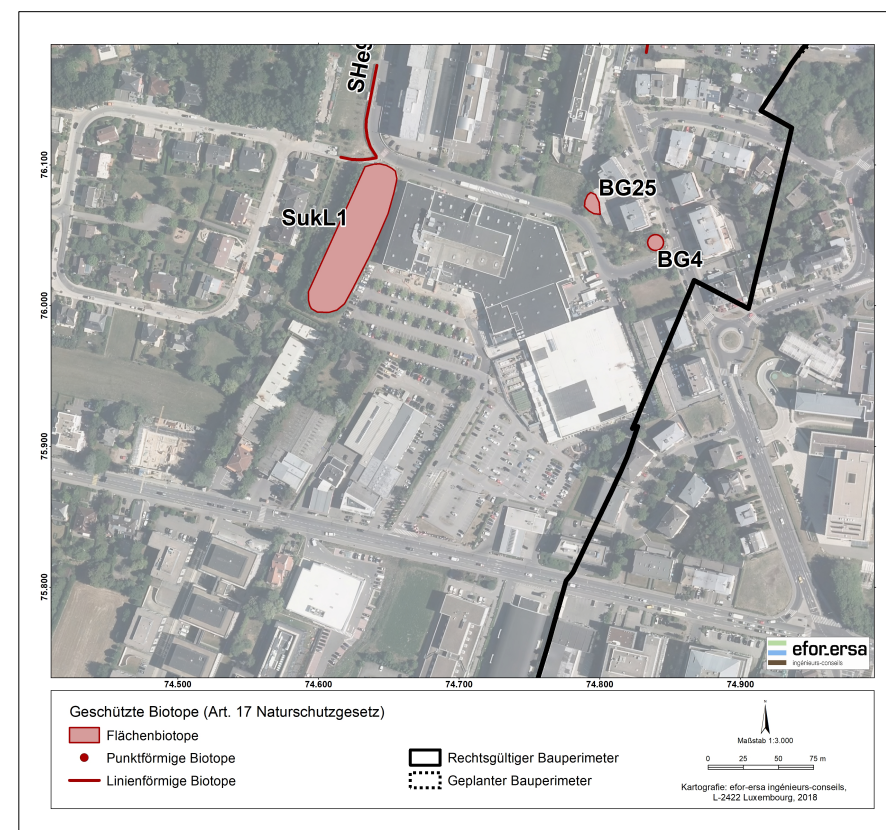 SHeg
SukL1
BG25
BG4
76.100
76.000
75.900
75.800
74.500
74.600
74.700
74.800
74.900
efor.ersa
ingénieurs-conseils
Geschützte Biotope (Art. 17 Naturschutzgesetz)
Flächenbiotope
Punktförmige Biotope
Linienförmige Biotope
Rechtsgültiger Bauperimeter
Geplanter Bauperimeter
N
Maßstab 1:3.000
0 25 50 75 m
Kartografie: efor-ersa ingénieurs-conseils,
L-2422 Luxembourg, 2018